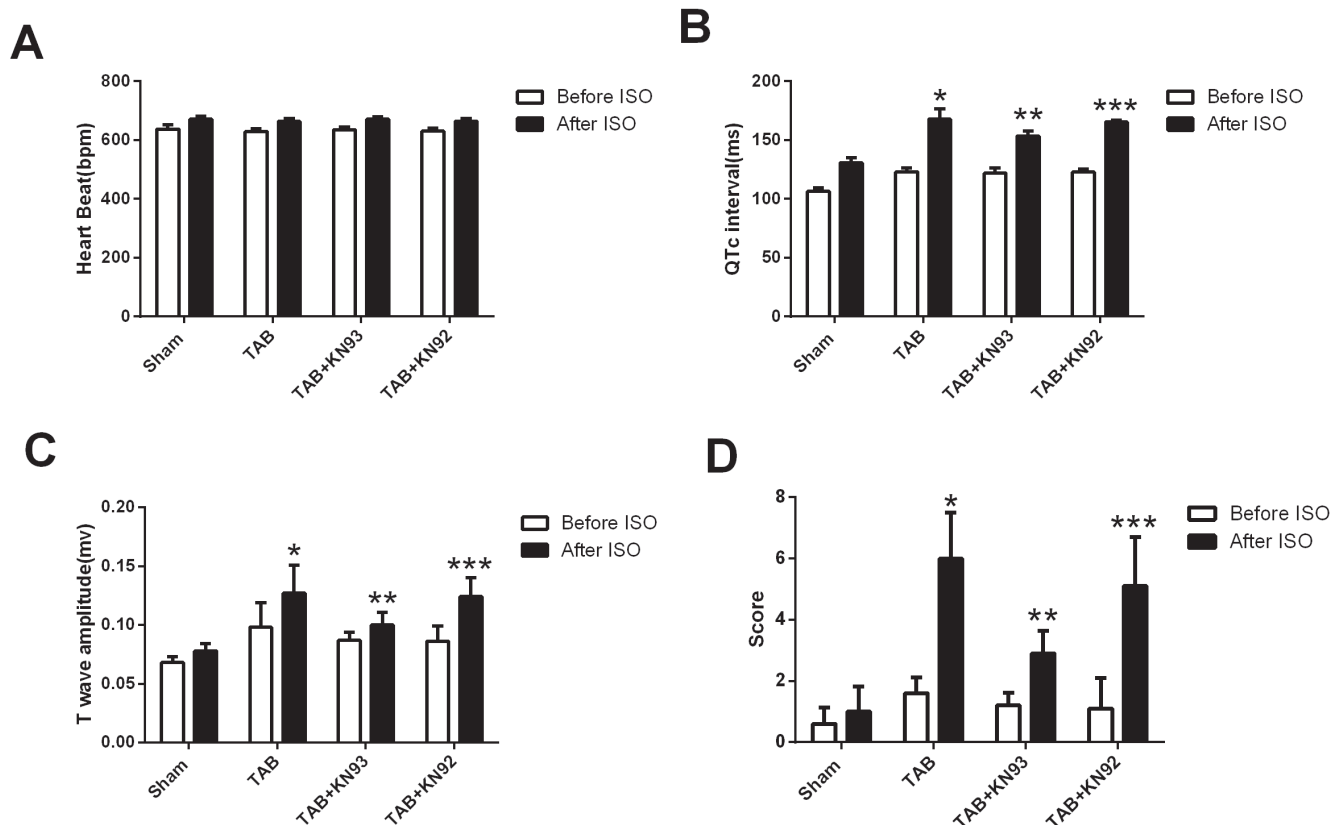 A
Heart Beat(bpm)
800
600
400
200
0
Sham
TAB
TAB+KN93
TAB+KN92
Before ISO
After ISO
B
QTc interval(ms)
200
150
100
50
0
*
**
***
Sham
TAB
TAB+KN93
TAB+KN92
Before ISO
After ISO
C
T wave amplitude(mv)
0.20
0.15
0.10
0.05
0.00
*
**
***
Sham
TAB
TAB+KN93
TAB+KN92
Before ISO
After ISO
D
Score
8
6
4
2
0
*
**
***
Sham
TAB
TAB+KN93
TAB+KN92
Before ISO
After ISO